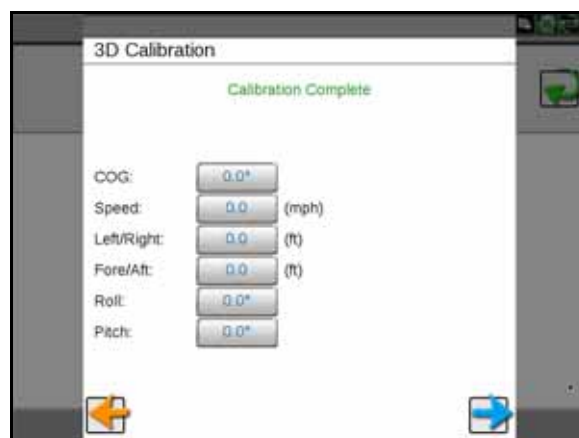 3D Calibration
Calibration Complete
COG: 0.0°
Speed: 0.0 (mph)
Left/Right: 0.0 (ft)
Fore/Aft: 0.0 (ft)
Roll: 0.0°
Pitch: 0.0°